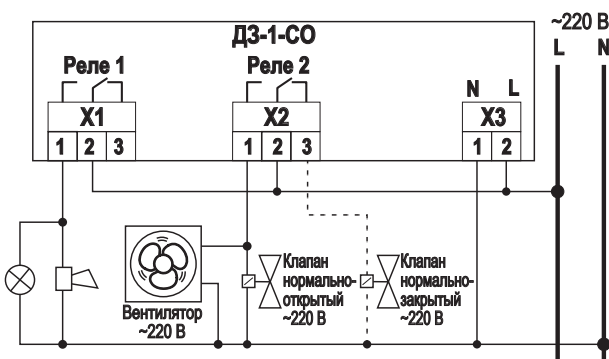 ~220 В
L N
ДЗ-1-СО
Реле 1
Реле 2
N L
X1
X2
X3
1 2 3
1 2 3
1 2
Вентилятор
~220 В
Клапан
нормально-
открытый
~220 В
Клапан
нормально-
закрытый
~220 В